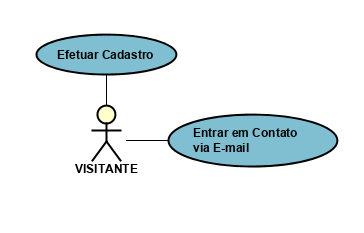 Efetuar Cadastro
Entrar em Contato
via E-mail
VISITANTE